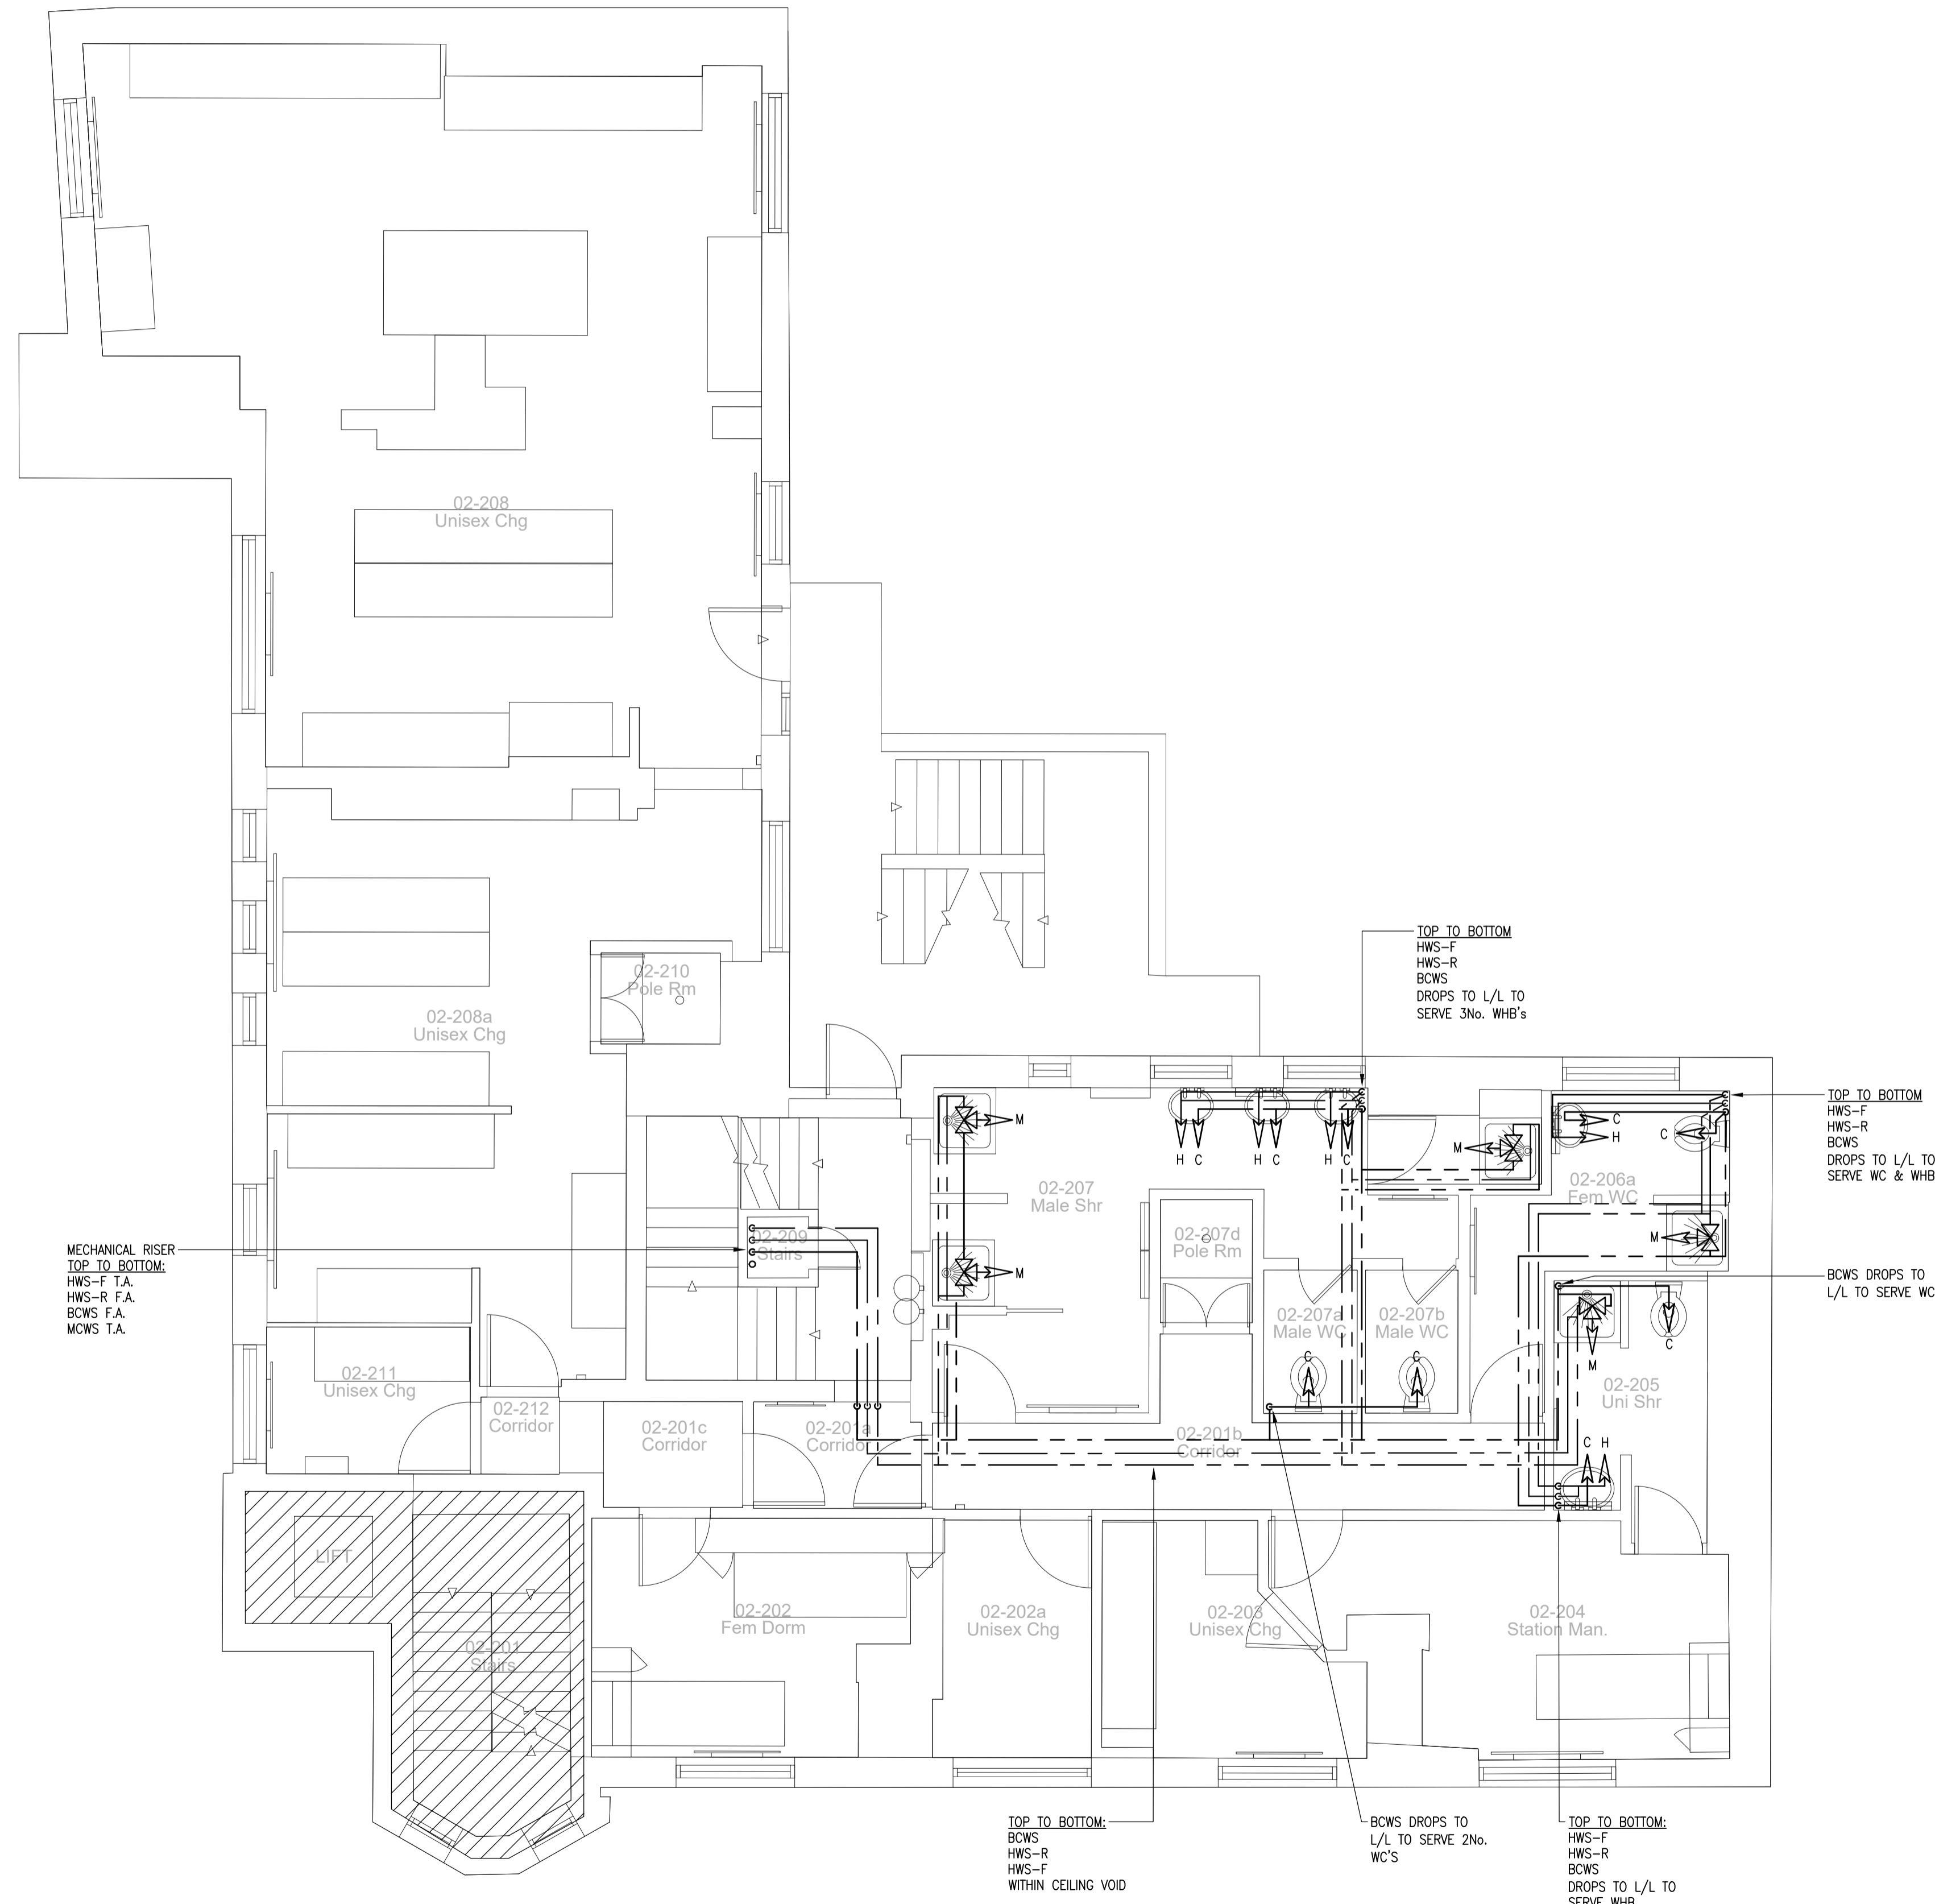 02-208
Unisex Chg
02-210
Pole Rm
02-208a
Unisex Chg
TOP TO BOTTOM
HWS-F
HWS-R
BCWS
DROPS TO L/L TO
SERVE 3No. WHB's
TOP TO BOTTOM
HWS-F
HWS-R
BCWS
DROPS TO L/L TO
SERVE WC & WHB
M
H C
H C
H C
M
C
H
C
02-207
Male Shr
02-206a
Fem WC
02-207d
Pole Rm
02-209
Stairs
M
M
MECHANICAL RISER
TOP TO BOTTOM:
HWS-F T.A.
HWS-R F.A.
BCWS F.A.
MCWS T.A.
BCWS DROPS TO
L/L TO SERVE WC
02-207a
Male WC
02-207b
Male WC
C
C
M
C
02-211
Unisex Chg
02-212
Corridor
02-201c
Corridor
02-201a
Corridor
02-201b
Corridor
02-205
Uni Shr
C H
LIFT
02-201
Stairs
02-202
Fem Dorm
02-202a
Unisex Chg
02-203
Unisex Chg
02-204
Station Man.
TOP TO BOTTOM:
BCWS
HWS-R
HWS-F
WITHIN CEILING VOID
BCWS DROPS TO
L/L TO SERVE 2No.
WC'S
TOP TO BOTTOM:
HWS-F
HWS-R
BCWS
DROPS TO L/L TO
SERVE WHB